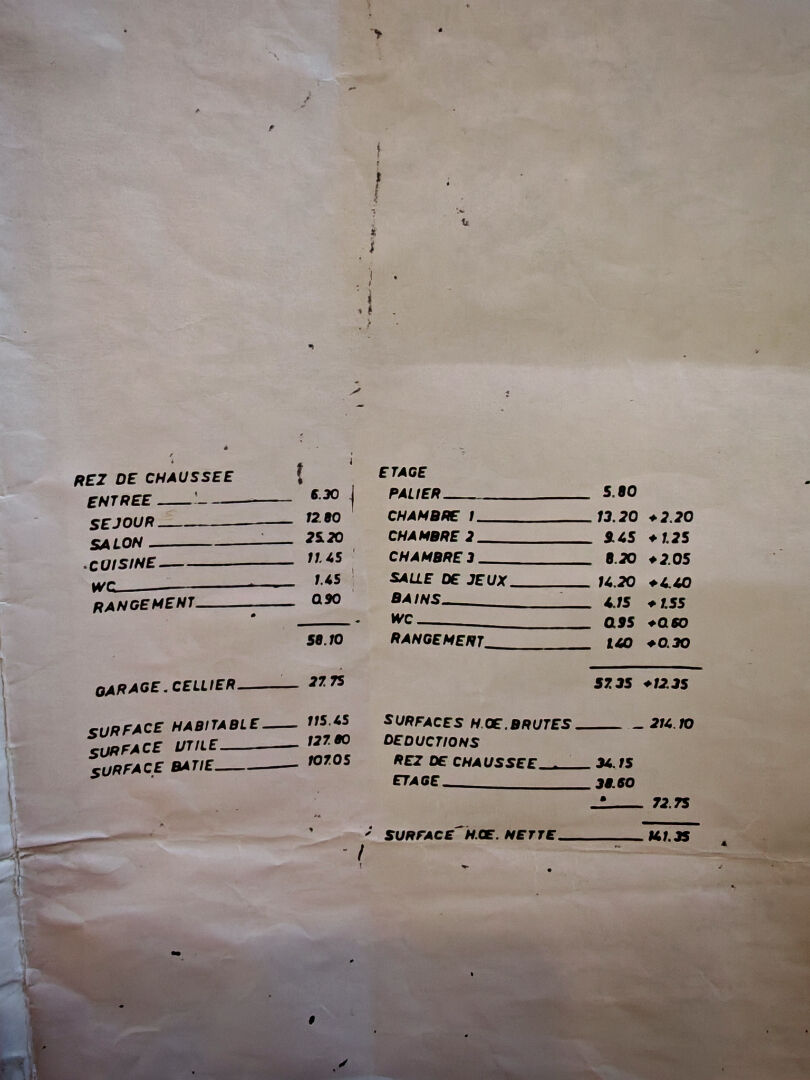 REZ DE CHAUSSEE
ENTREE 6.30
SEJOUR 12.80
SALON 25.20
CUISINE 11.45
WC 1.45
RANGEMENT 0.90
58.10
GARAGE.CELLIER 27.75
SURFACE HABITABLE 115.45
SURFACE UTILE 127.80
SURFACE BATIE 107.05
ETAGE
PALIER 5.80
CHAMBRE 1 13.20 +2.20
CHAMBRE 2 9.45 +1.25
CHAMBRE 3 8.20 +2.05
SALLE DE JEUX 14.20 +4.40
BAINS 4.15 +1.55
WC 0.95 +0.60
RANGEMENT 1.40 +0.30
57.35 +12.35
SURFACES H.OE.BRUTES 214.10
DEDUCTIONS
REZ DE CHAUSSEE 34.15
ETAGE 38.60
72.75
SURFACE H.OE. NETTE 141.35